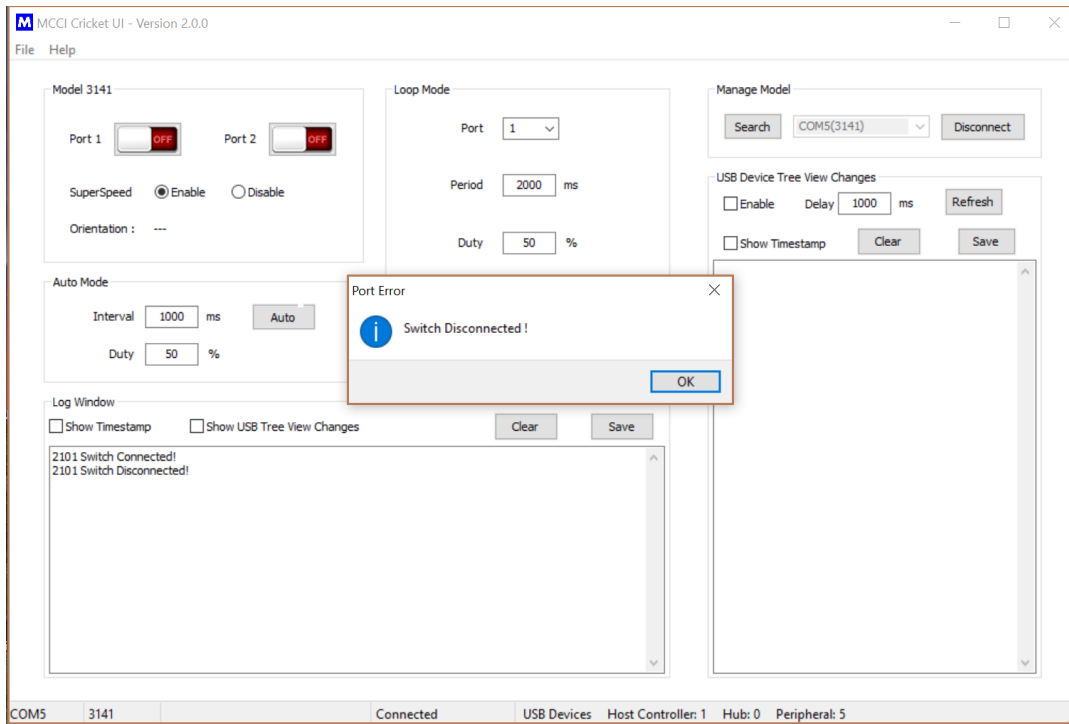 M MCCI Cricket UI - Version 2.0.0
File Help
Model 3141
Port 1 OFF Port 2 OFF
SuperSpeed Enable Disable
Orientation : ---
Loop Mode
Port 1
Period 2000 ms
Duty 50 %
Manage Model
Search COM5(3141) Disconnect
USB Device Tree View Changes
Enable Delay 1000 ms Refresh
Show Timestamp Clear Save
Auto Mode
Interval 1000 ms Auto
Duty 50 %
Port Error
i Switch Disconnected !
OK
Log Window
Show Timestamp Show USB Tree View Changes Clear Save
2101 Switch Connected!
2101 Switch Disconnected!
COM5 3141 Connected USB Devices Host Controller: 1 Hub: 0 Peripheral: 5